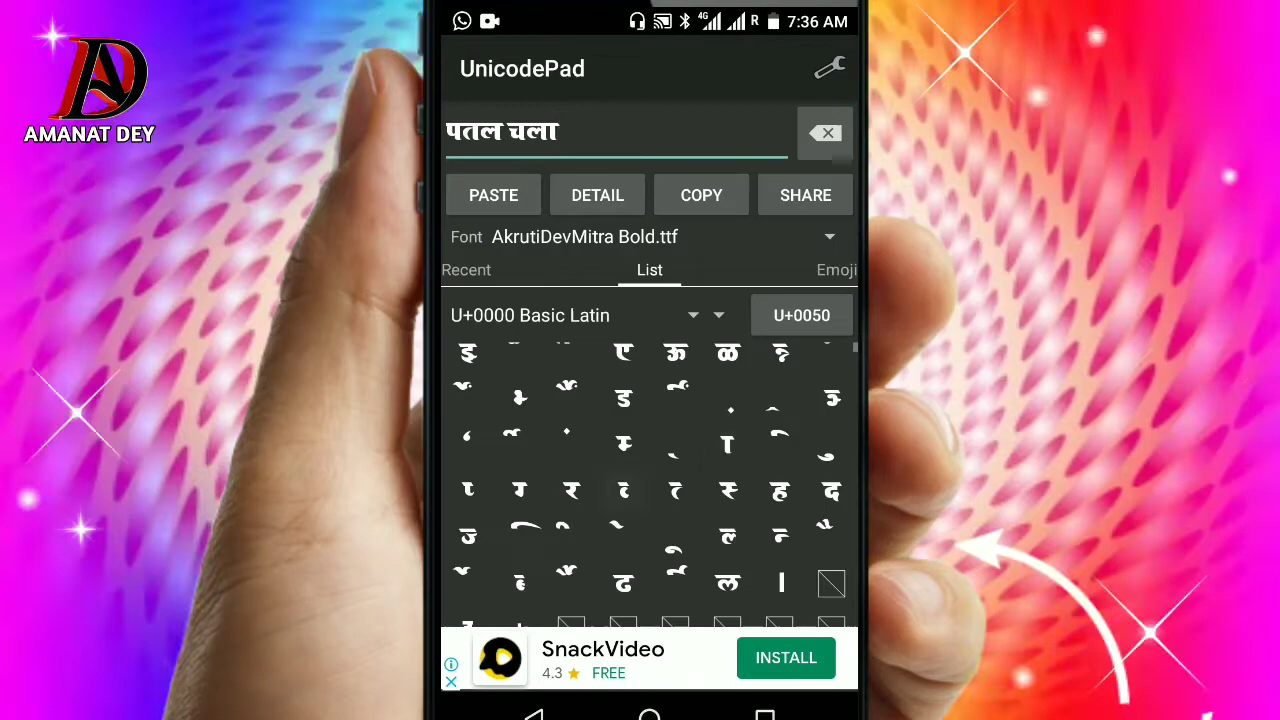 7:36 AM
4G
R
AMANAT DEY
UnicodePad
पतल चला
PASTE DETAIL COPY SHARE
Font AkrutiDevMitra Bold.ttf
Recent List Emoji
U+0000 Basic Latin U+0050
इ ए ऊ ळ
ड
र ह द
ढ ल ।
SnackVideo
4.3 ★ FREE
INSTALL